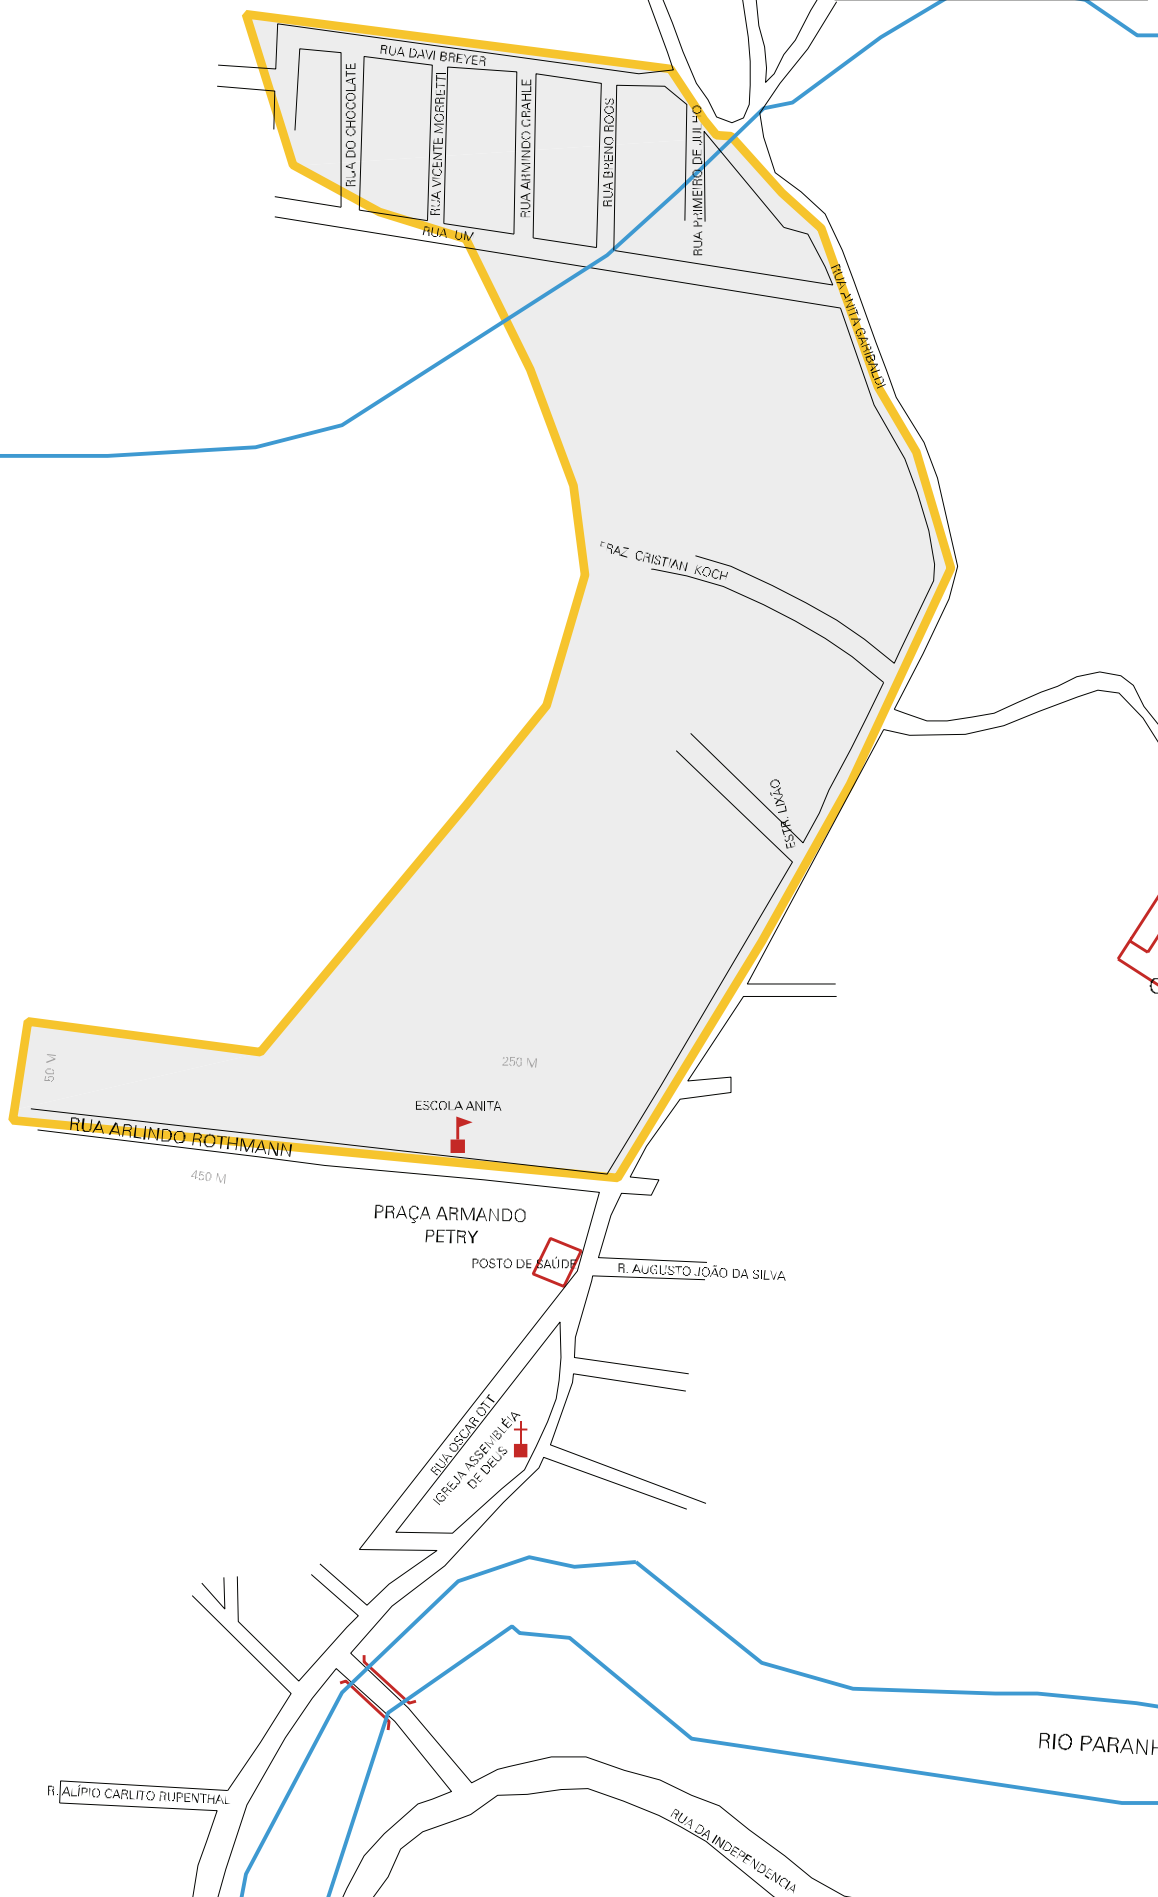 RUA DAVI BREYER
RUA DO CHOCOLATE
RUA VICENTE MORRETTI
RUA ARMINDO GRAHLE
RUA BRENO ROOS
RUA PRIMEIRO DE JULHO
RUA UM
RUA ANITA GARIBALDI
TRAZ. CRISTIAN KOCH
ESTR. LIXÃO
50 M
250 M
ESCOLA ANITA
RUA ARLINDO ROTHMANN
450 M
PRAÇA ARMANDO
PETRY
POSTO DE SAÚDE
R. AUGUSTO JOÃO DA SILVA
RUA OSCAR OTT
IGREJA ASSEMBLÉIA
DE DEUS
RIO PARANH
R. ALÍPIO CARLITO RUPENTHAL
RUA DA INDEPENDENCIA